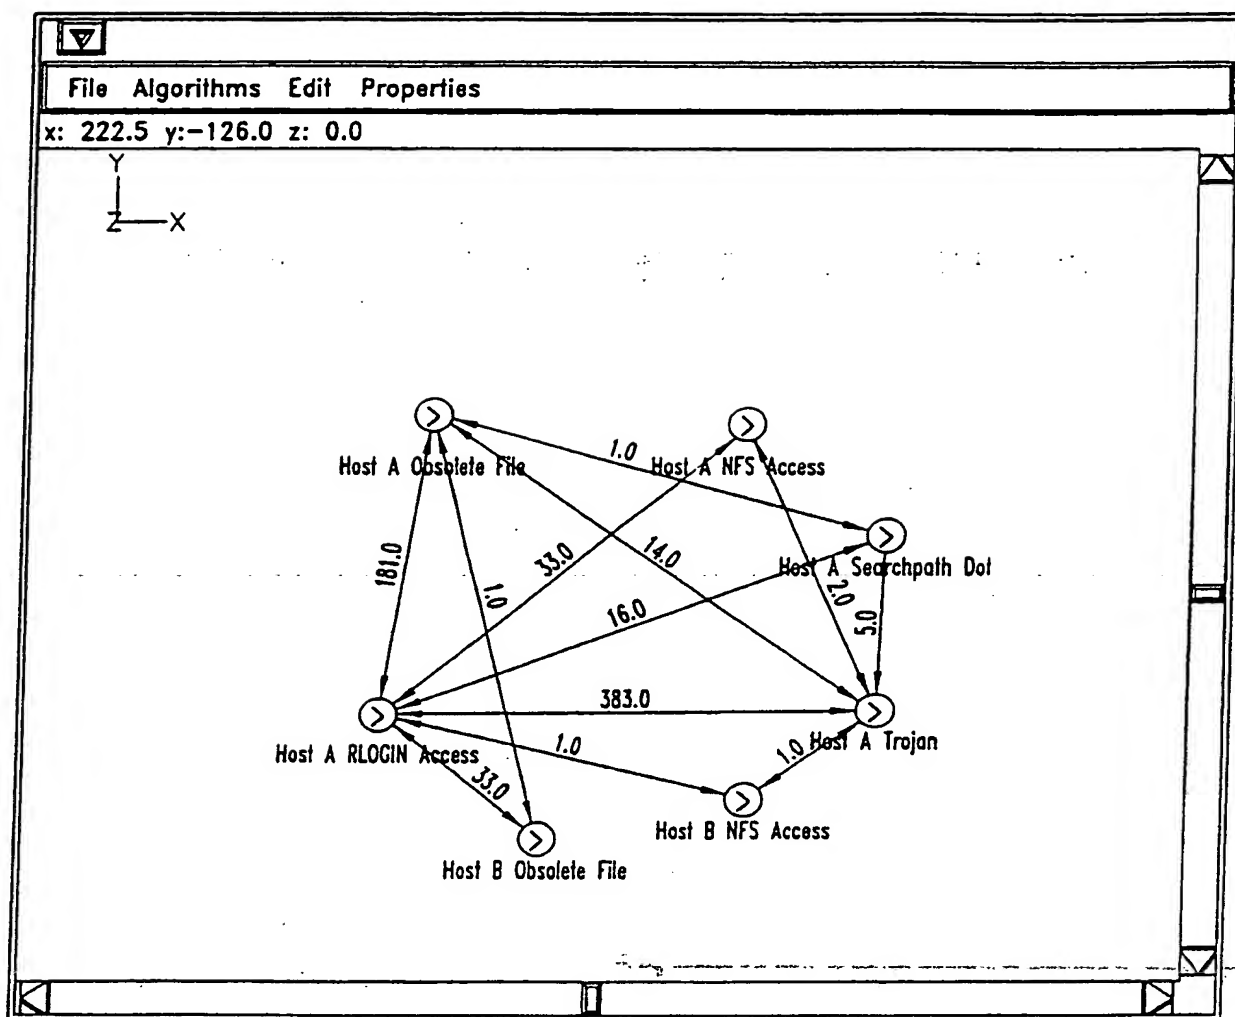 File Algorithms Edit Properties
x: 222.5 y:-126.0 z: 0.0
Y
Z X
Host A Obsolete File
1.0
Host A NFS Access
181.0
1.0
33.0
14.0
Host A Searchpath Dot
2.0
5.0
16.0
383.0
Host A RLOGIN Access
1.0
1.0
Host A Trojan
33.0
Host B NFS Access
Host B Obsolete File